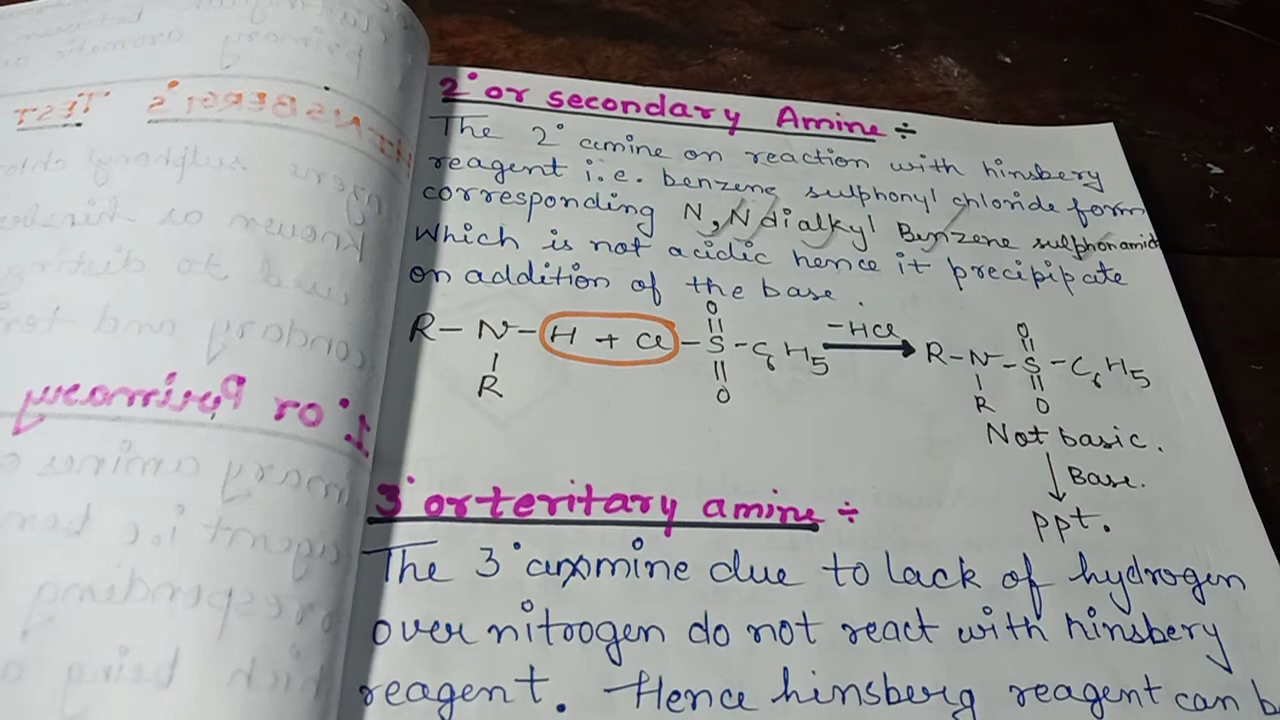 2° or secondary Amine ÷
The 2° amine on reaction with hinsbery
reagent i.e. benzene sulphonyl chloride form
corresponding N, N dialkyl Benzene sulphonamide
Which is not acidic hence it precipipate
on addition of the base.
O O
R - N - H + Cl - S - C6H5 -HCl R - N - S - C6H5
R O R O
Not basic.
Base.
ppt.
3° or teritary amine ÷
The 3° amine due to lack of hydrogen
over nitrogen do not react with hinsbery
reagent. Hence hinsberg reagent can b